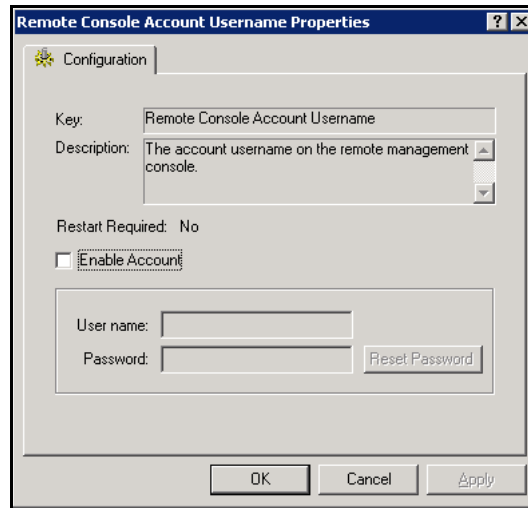 Remote Console Account Username Properties
Configuration
Key: Remote Console Account Username
Description: The account username on the remote management
console.
Restart Required: No
Enable Account
User name:
Password: Reset Password
OK Cancel Apply